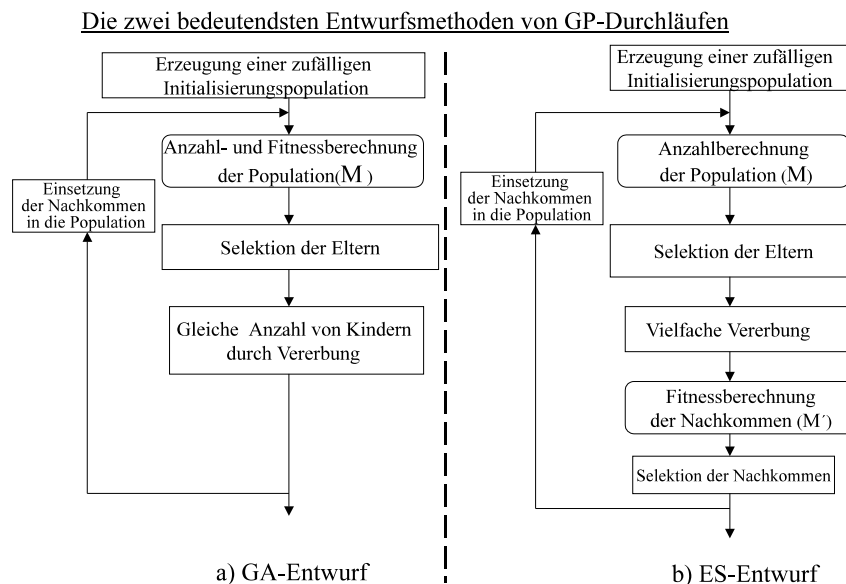 Die zwei bedeutendsten Entwurfsmethoden von GP-Durchläufen
Erzeugung einer zufälligen
Initialisierungspopulation
Anzahl- und Fitnessberechnung
der Population(M )
Einsetzung
der Nachkommen
in die Population
Selektion der Eltern
Gleiche Anzahl von Kindern
durch Vererbung
a) GA-Entwurf
Erzeugung einer zufälligen
Initialisierungspopulation
Anzahlberechnung
der Population (M)
Einsetzung
der Nachkommen
in die Population
Selektion der Eltern
Vielfache Vererbung
Fitnessberechnung
der Nachkommen (M´)
Selektion der Nachkommen
b) ES-Entwurf